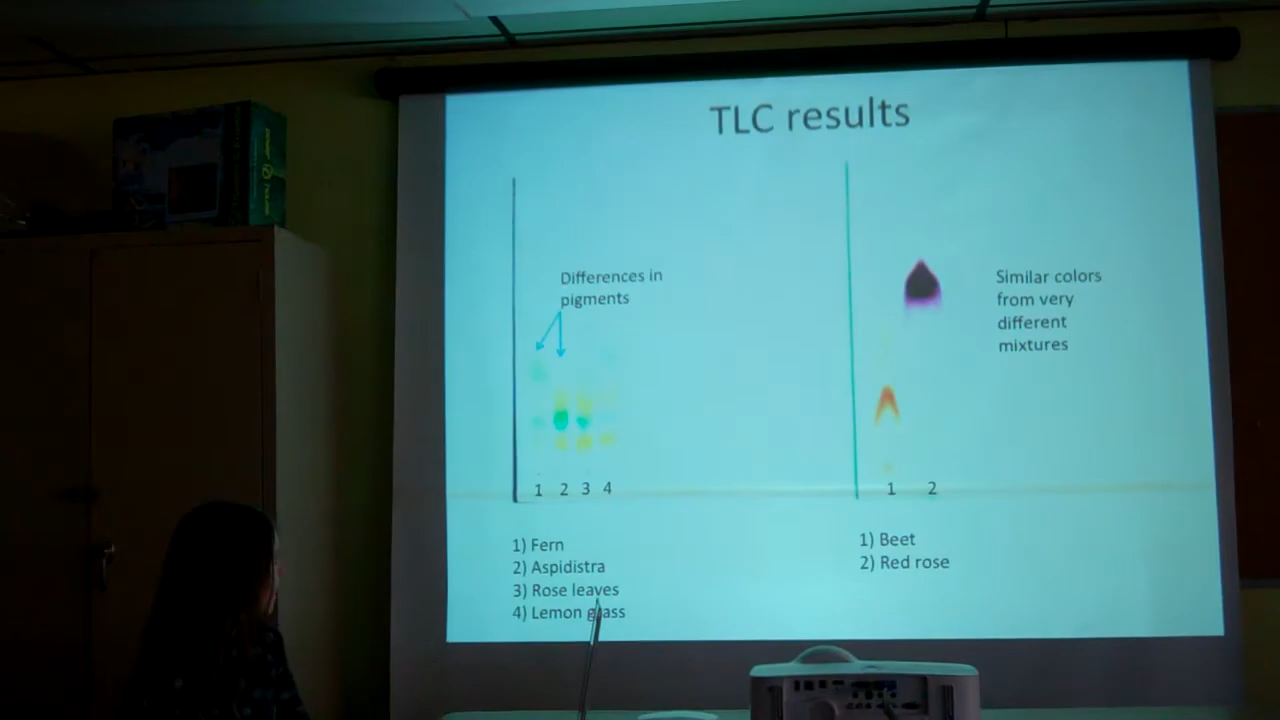 TLC results
Differences in
pigments
1 2 3 4
1) Fern
2) Aspidistra
3) Rose leaves
4) Lemon grass
Similar colors
from very
different
mixtures
1 2
1) Beet
2) Red rose